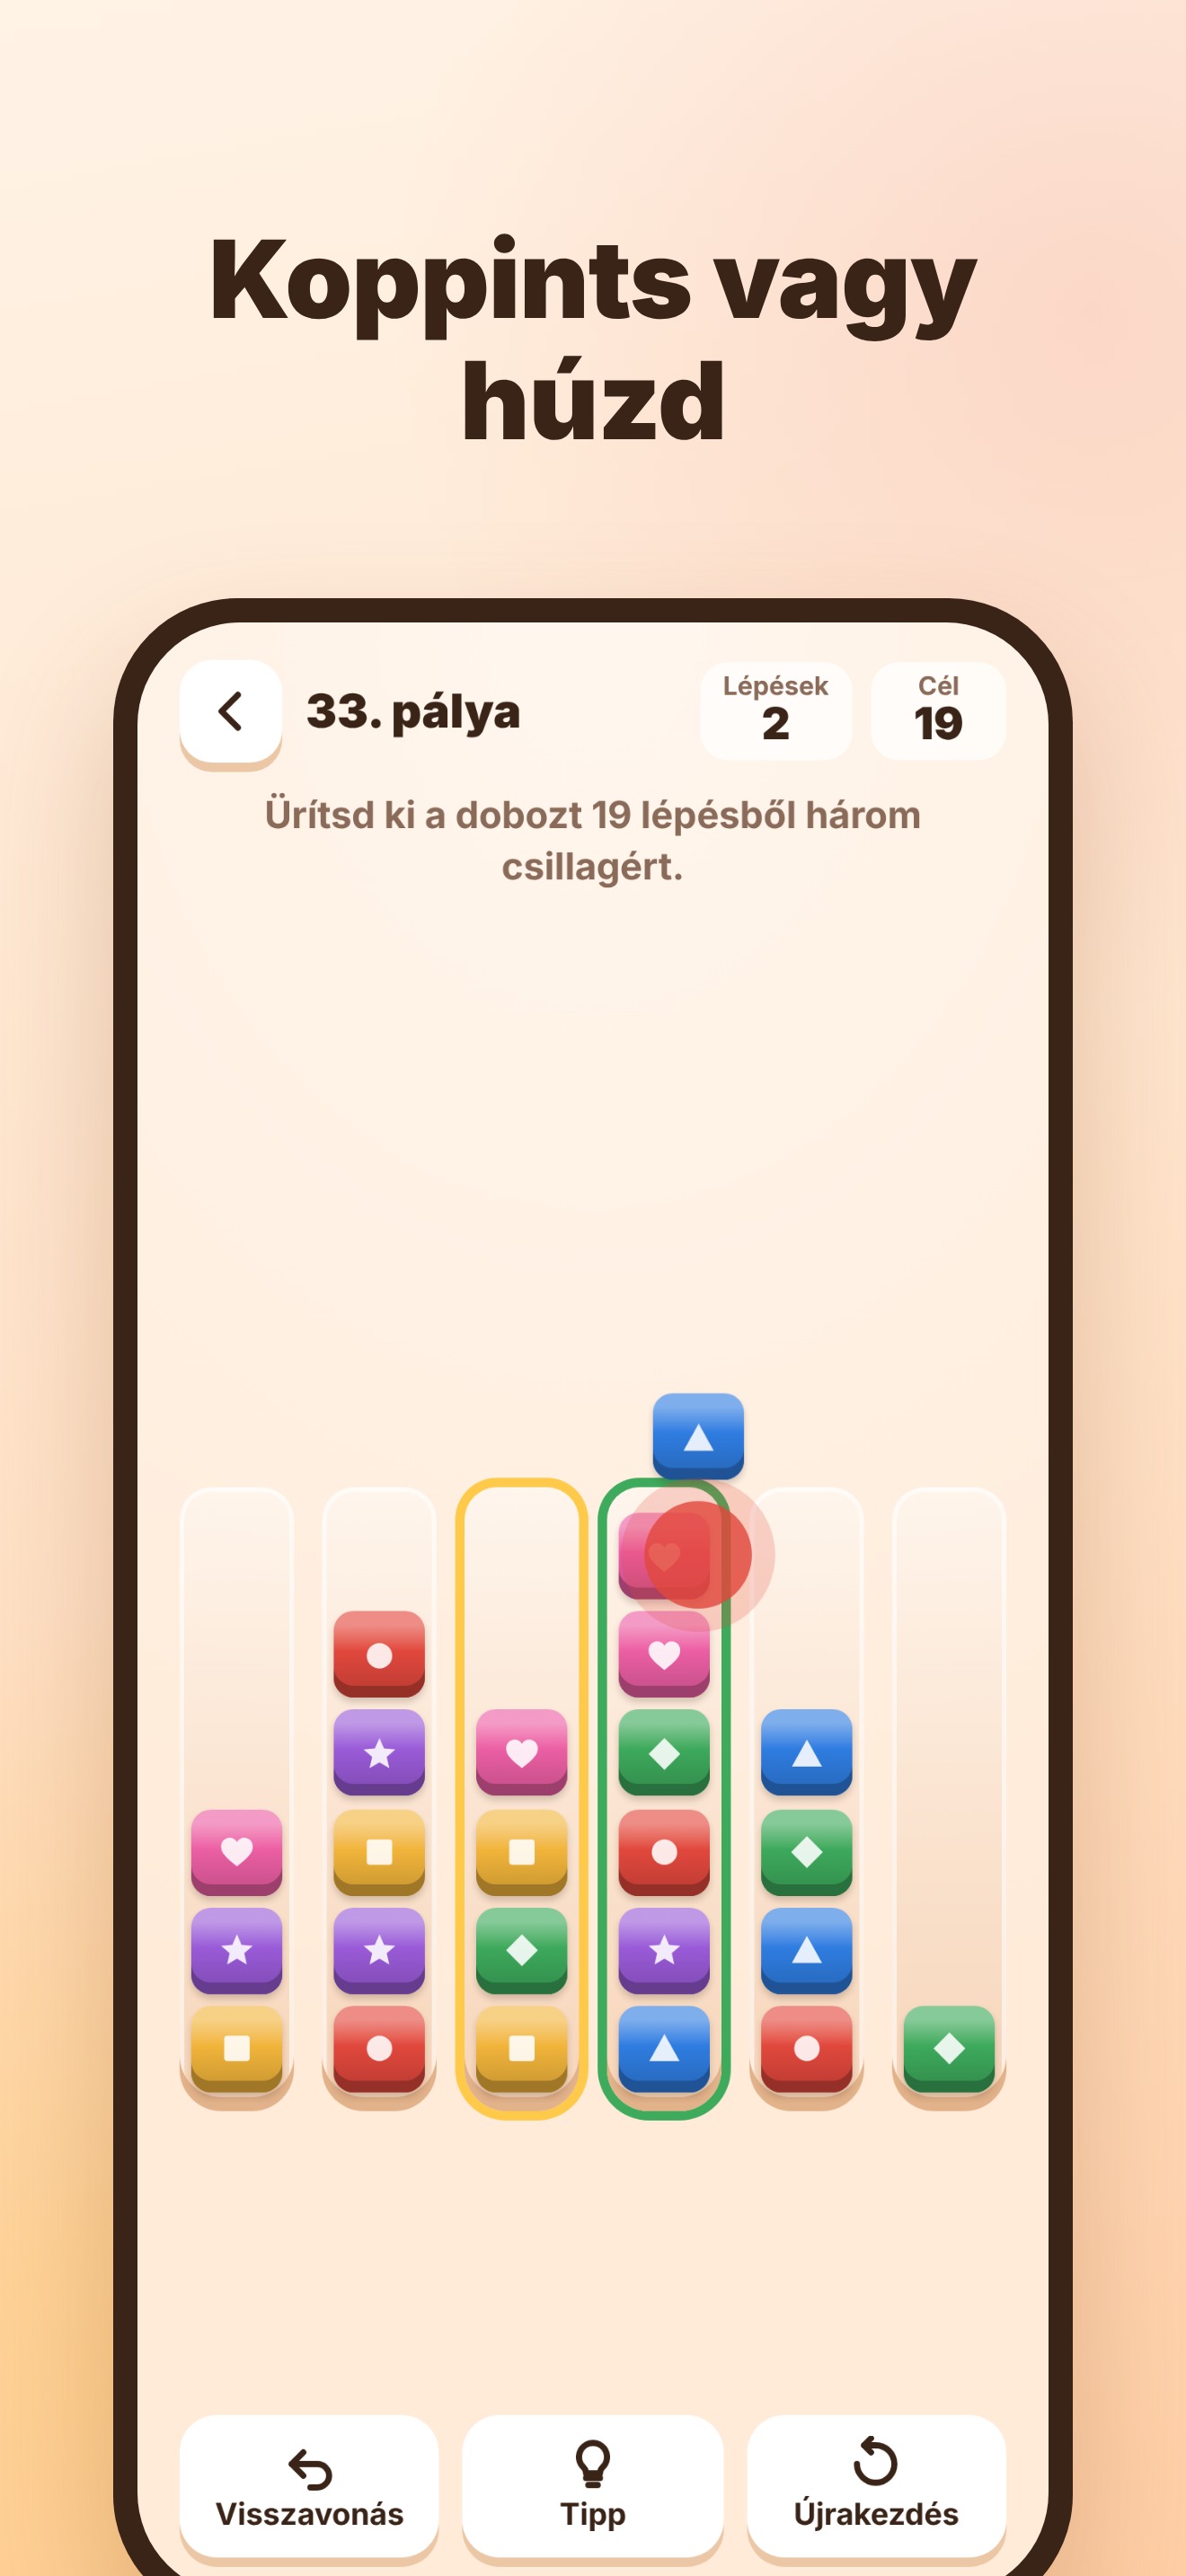 Koppints vagy
húzd
33. pálya
Lépések
2
Cél
19
Ürítsd ki a dobozt 19 lépésből három
csillagért.
Visszavonás
Tipp
Újrakezdés